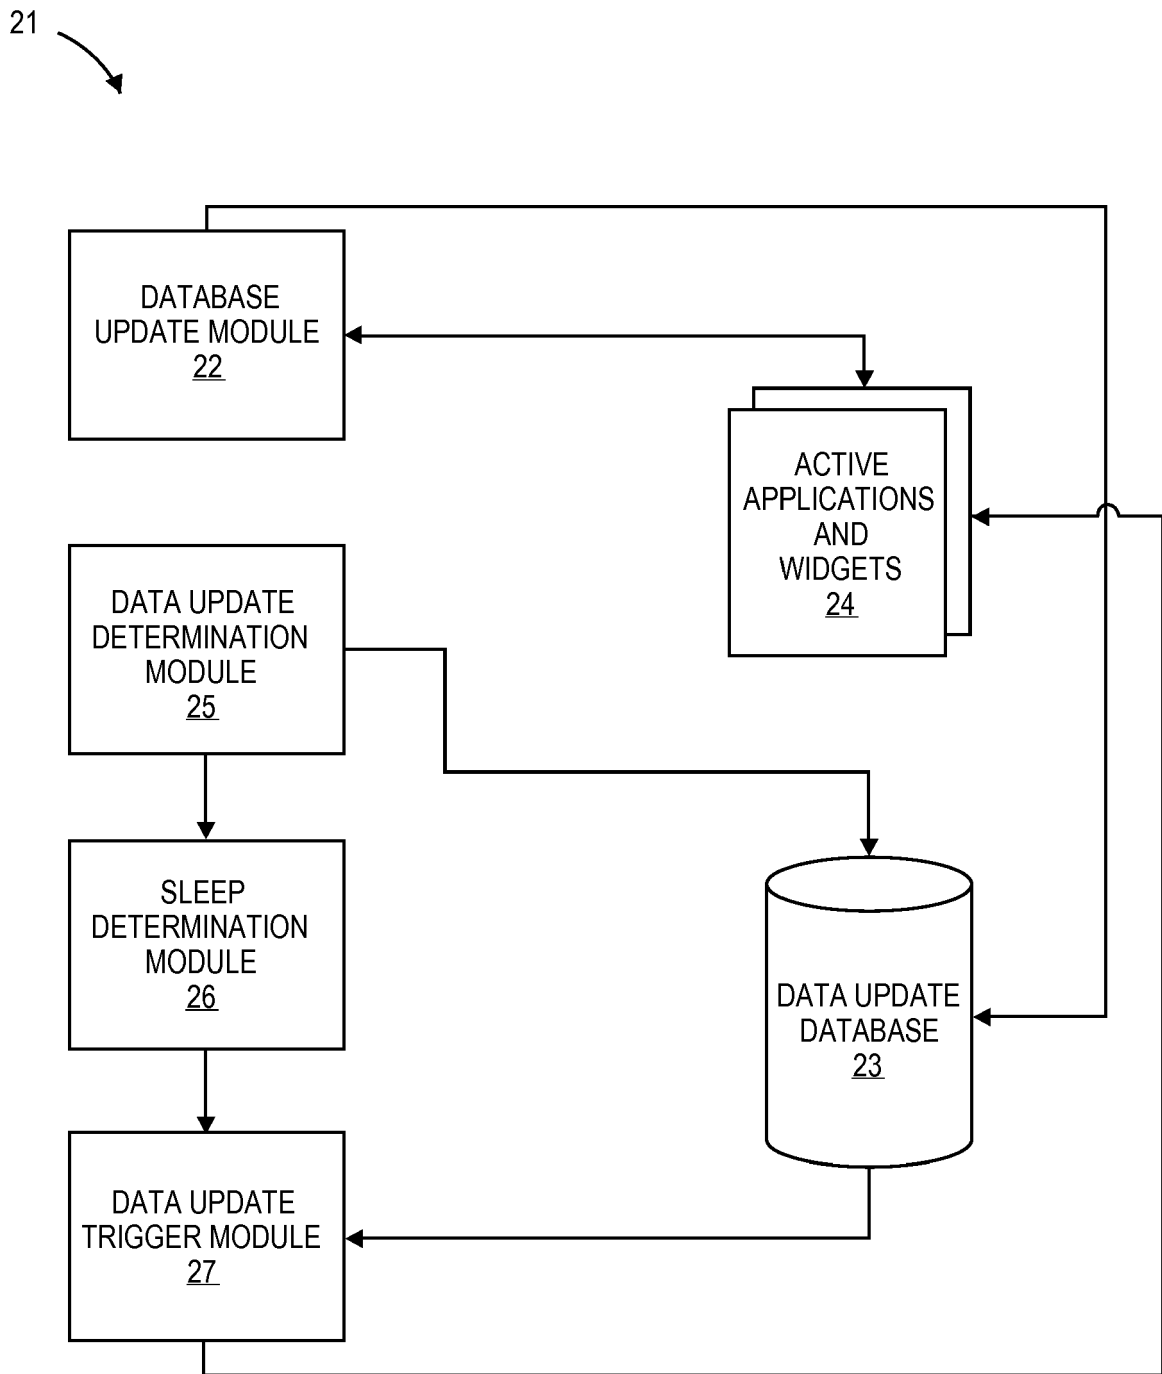 21
DATABASE
UPDATE MODULE
22
ACTIVE
APPLICATIONS
AND
WIDGETS
24
DATA UPDATE
DETERMINATION
MODULE
25
SLEEP
DETERMINATION
MODULE
26
DATA UPDATE
DATABASE
23
DATA UPDATE
TRIGGER MODULE
27